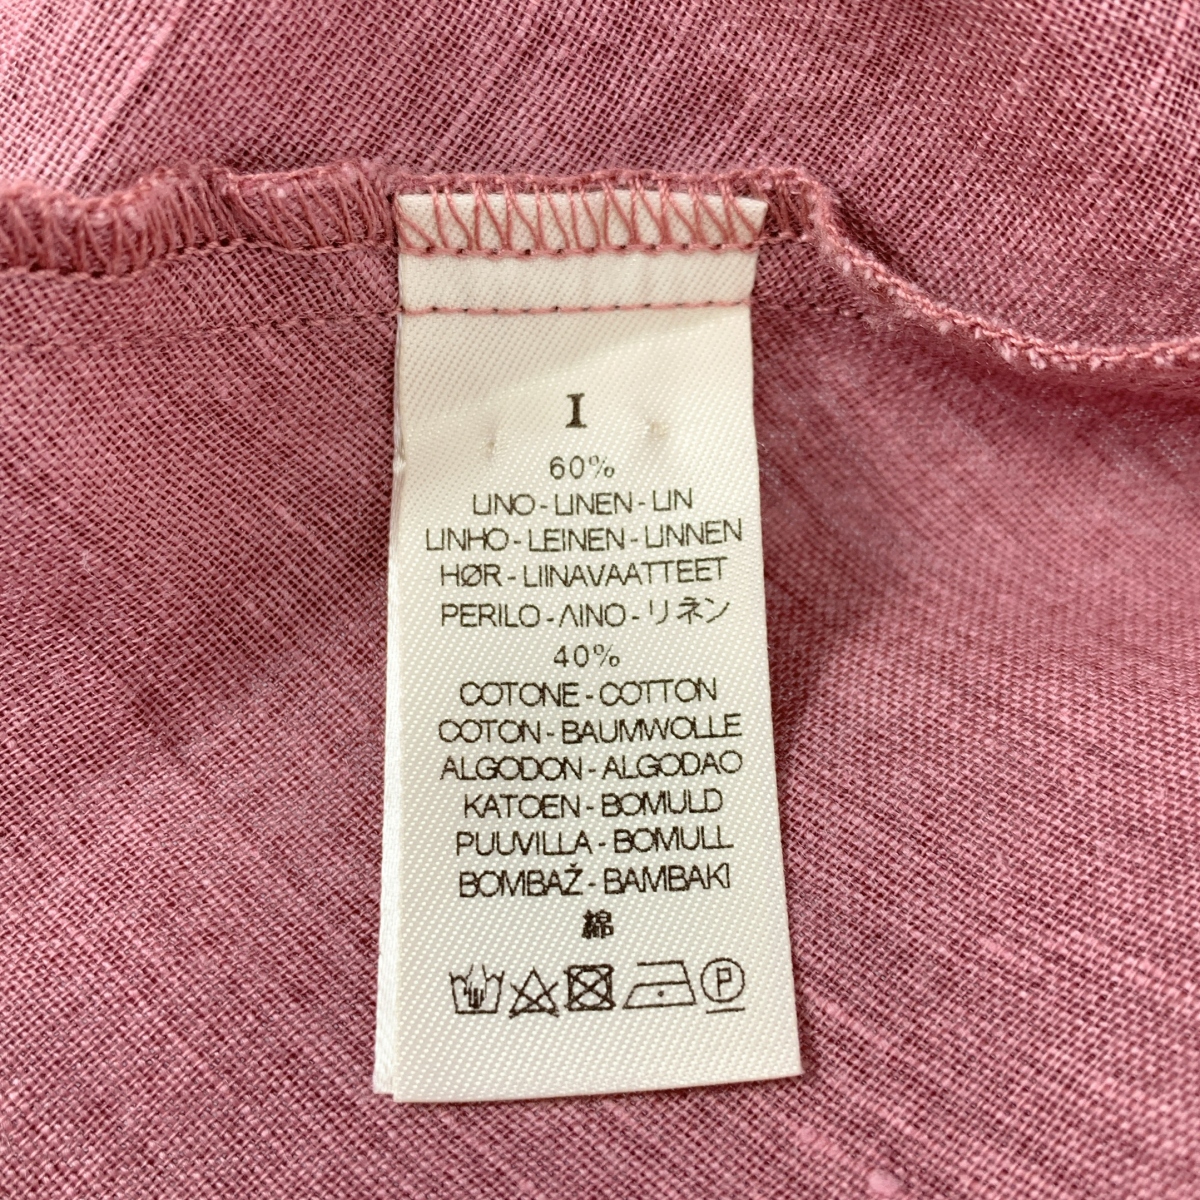 I
60%
LINO - LINEN - LIN
LINHO - LEINEN - LINNEN
HØR - LIINAVAATTEET
PERILO - ΛINO - リネン
40%
COTONE - COTTON
COTON - BAUMWOLLE
ALGODON - ALGODAO
KATOEN - BOMULD
PUUVILLA - BOMULL
BOMBAŽ - BAMBAKI
綿
P